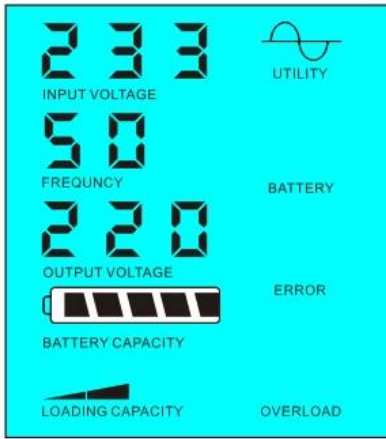 233
INPUT VOLTAGE
UTILITY
50
FREQUNCY
BATTERY
220
OUTPUT VOLTAGE
ERROR
BATTERY CAPACITY
LOADING CAPACITY
OVERLOAD